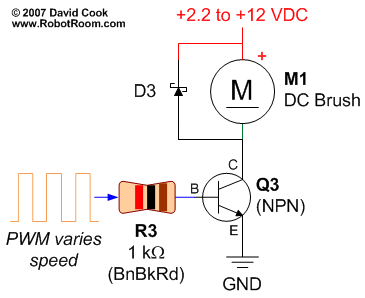 © 2007 David Cook
www.RobotRoom.com
+2.2 to +12 VDC
+
D3
M
M1
DC Brush
C
B
Q3
(NPN)
E
PWM varies
speed
R3
1 kΩ
(BnBkRd)
GND